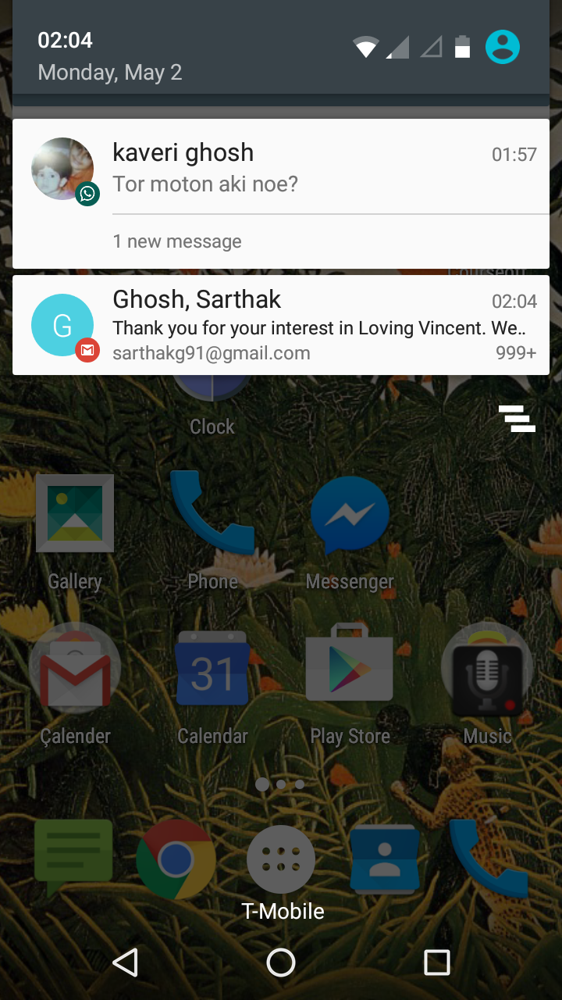 02:04
Monday, May 2
kaveri ghosh 01:57
Tor moton aki noe?
1 new message
G
Ghosh, Sarthak 02:04
Thank you for your interest in Loving Vincent. We..
sarthakg91@gmail.com 999+
Clock
Gallery Phone Messenger
31
Çalender Calendar Play Store Music
T-Mobile